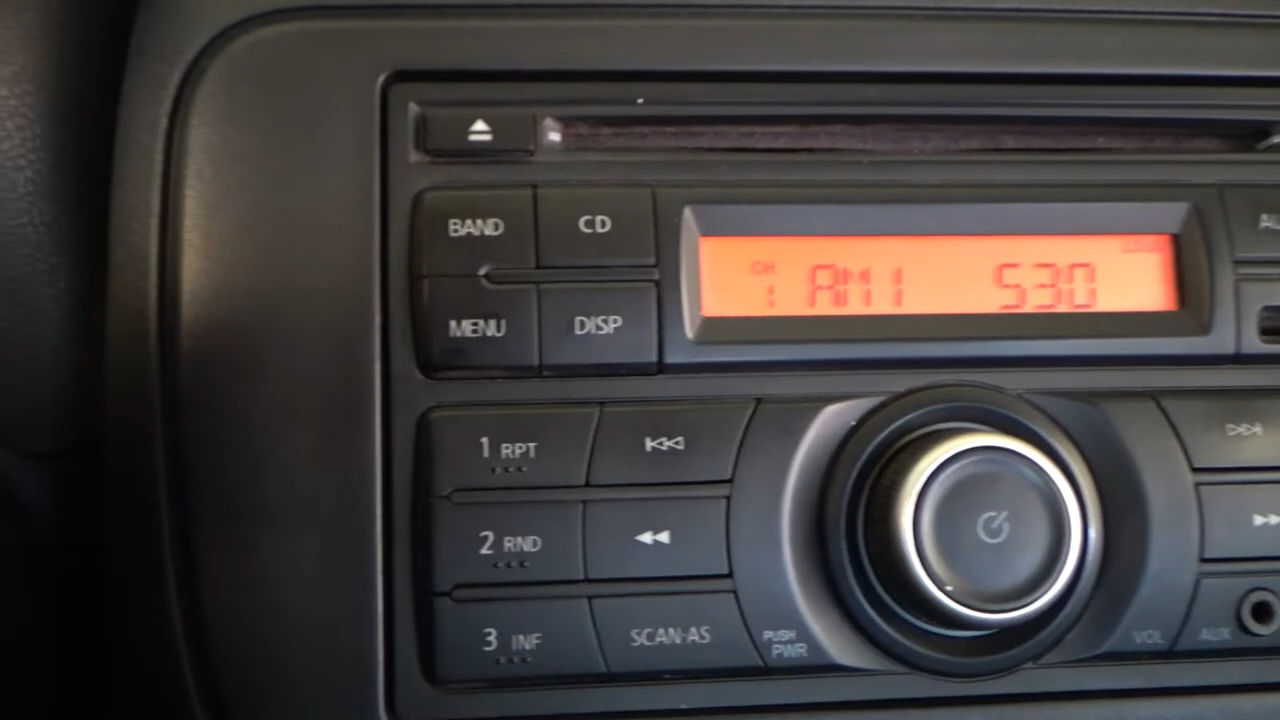 BAND CD AU
CH
1 AM1 530
MENU DISP
1 RPT
2 RND
3 INF SCAN·AS
PUSH
PWR
VOL AUX